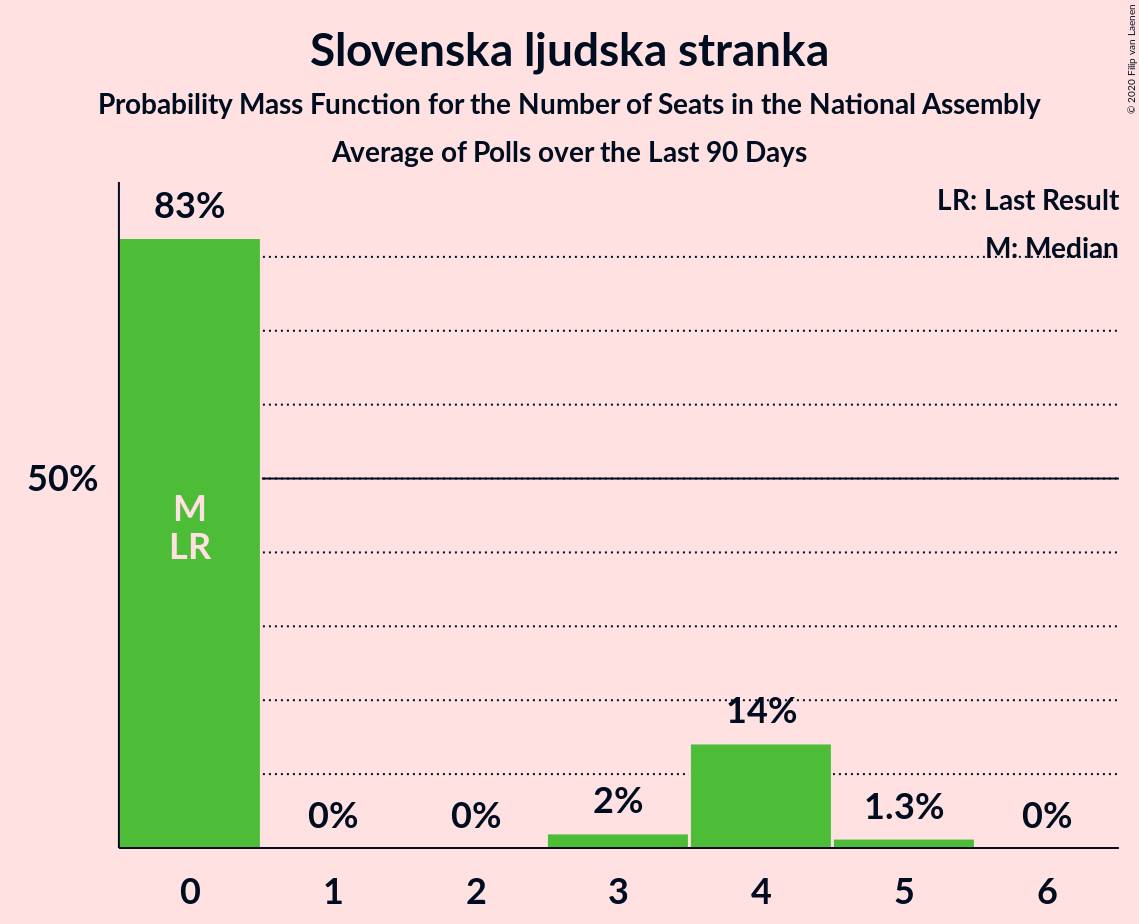 Slovenska ljudska stranka
Probability Mass Function for the Number of Seats in the National Assembly
Average of Polls over the Last 90 Days
© 2020 Filip van Laenen
LR: Last Result
M: Median
83%
50%
M
LR
0%
0%
2%
14%
1.3%
0%
0 1 2 3 4 5 6